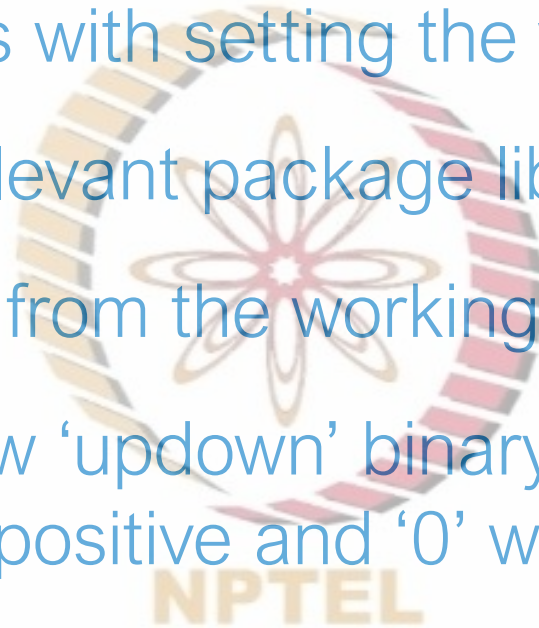 s with setting the
levant package lib
from the working
w ‘updown’ binary
positive and ‘0’ w
NPTEL